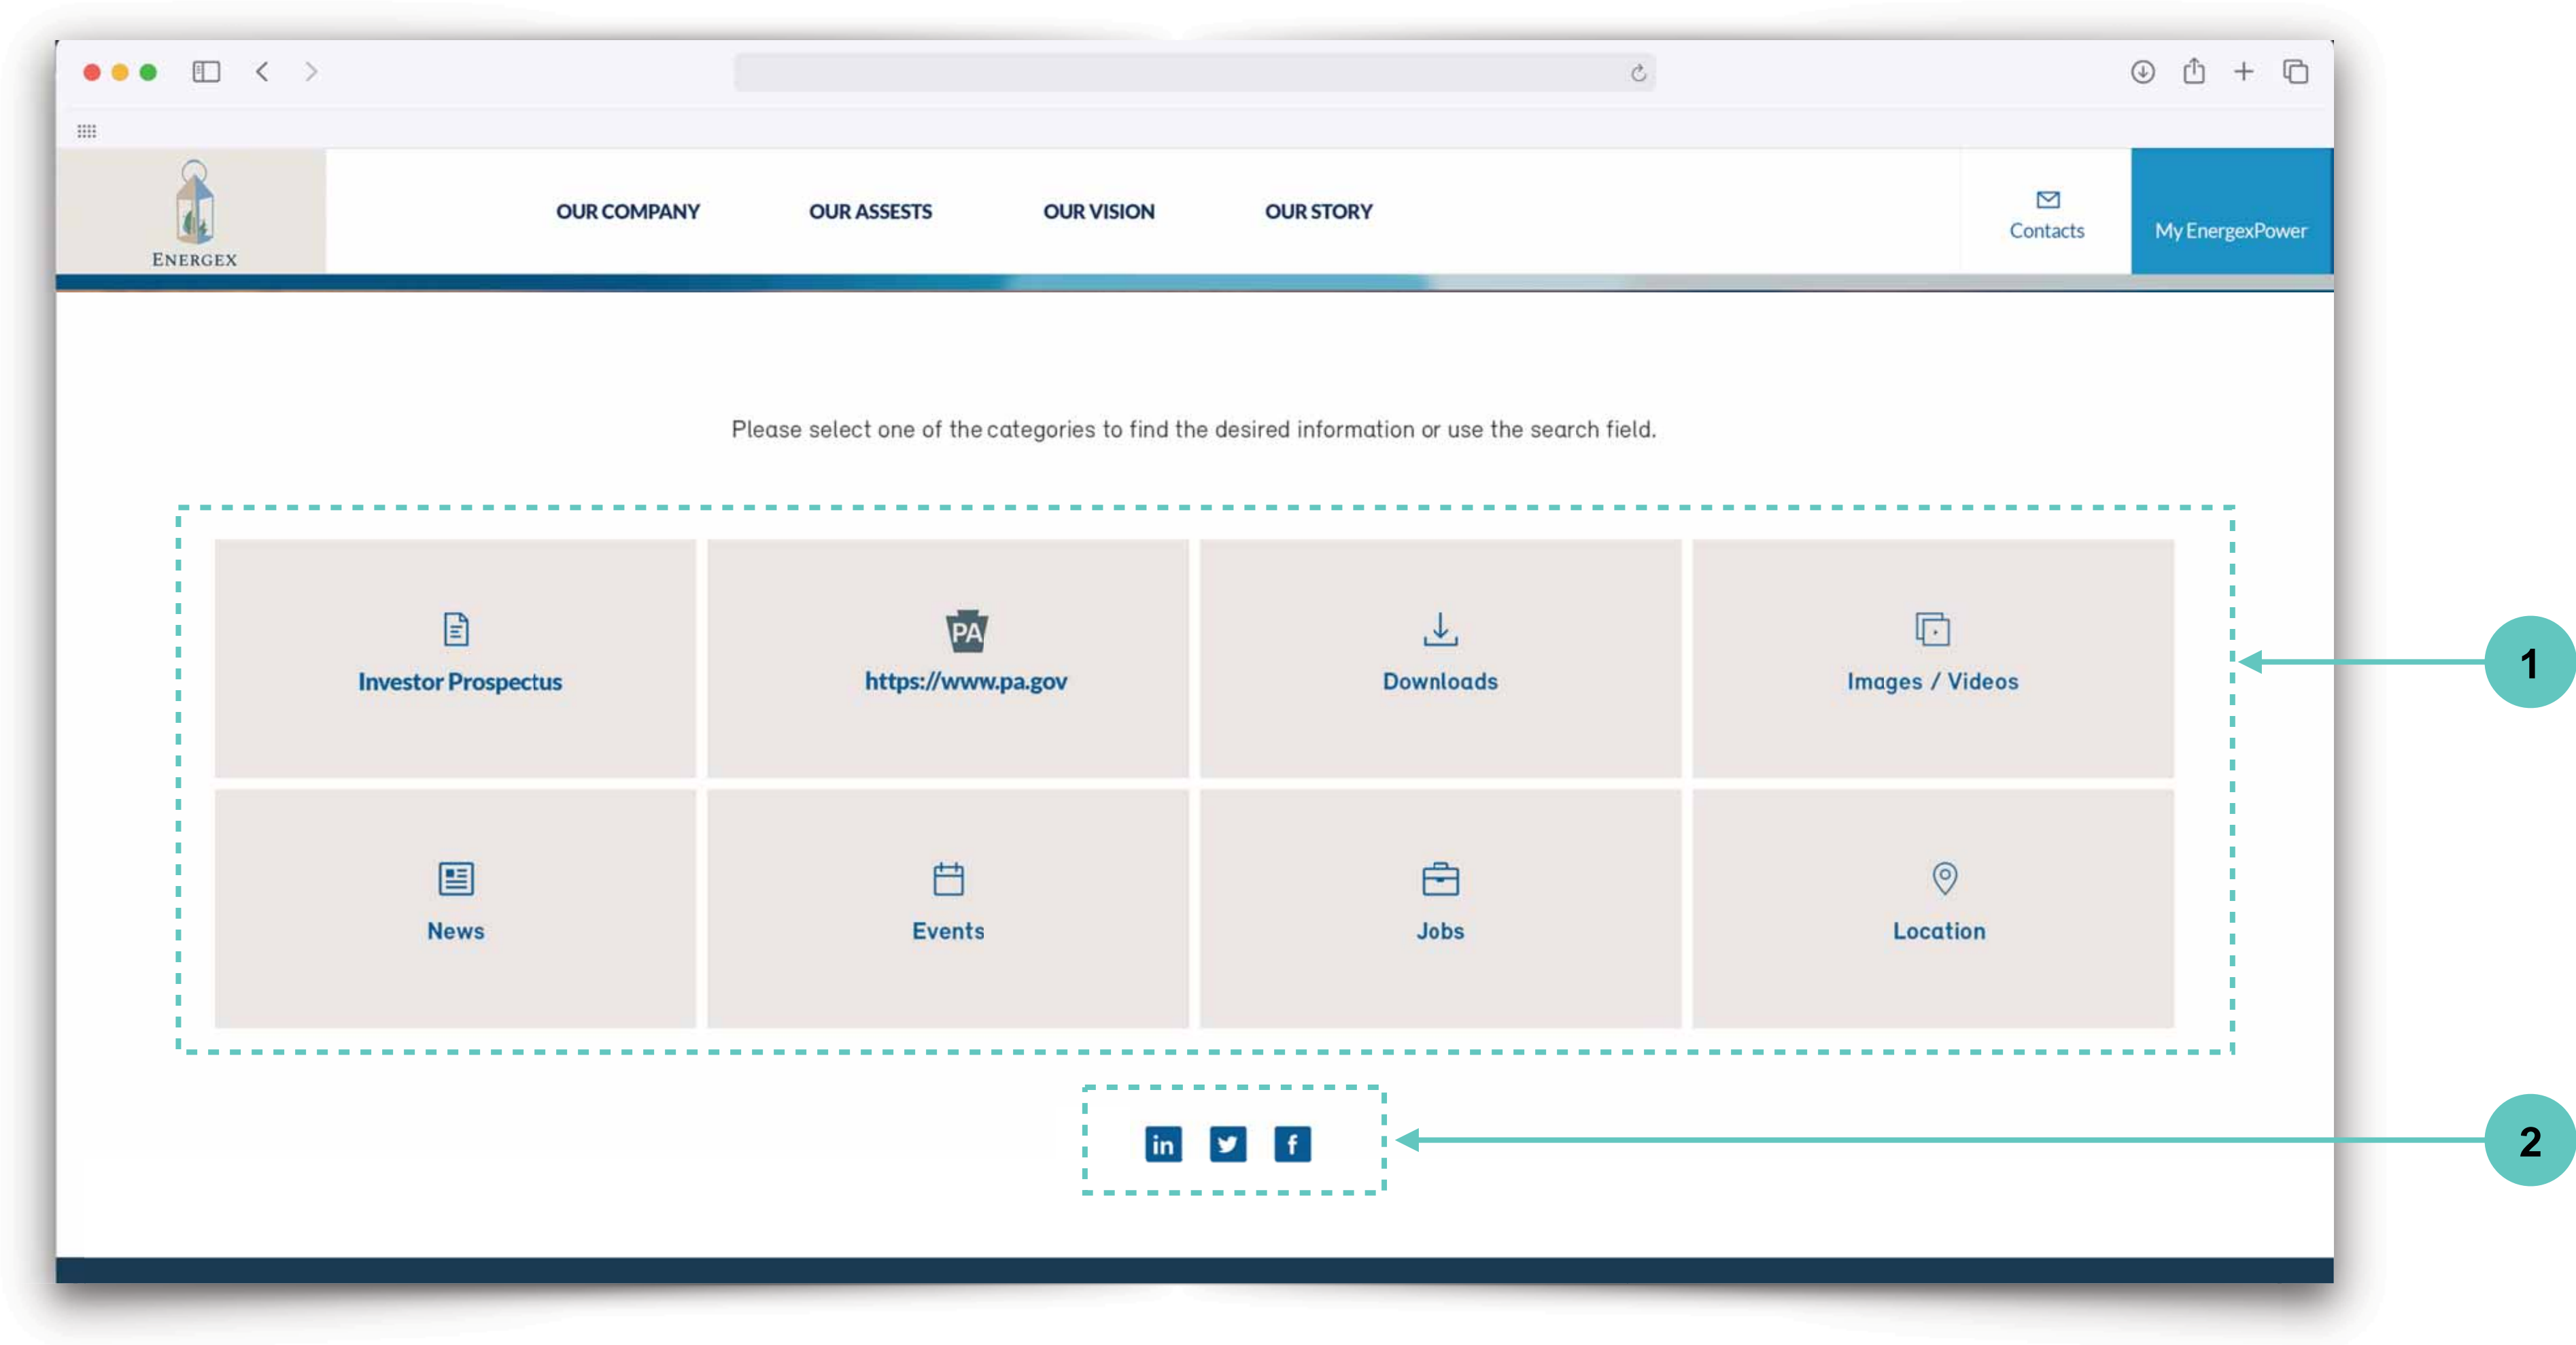 ENERGEX
OUR COMPANY
OUR ASSESTS
OUR VISION
OUR STORY
Contacts
My EnergexPower
Please select one of the categories to find the desired information or use the search field.
Investor Prospectus
PA
https://www.pa.gov
Downloads
Images / Videos
1
News
Events
Jobs
Location
in
f
2